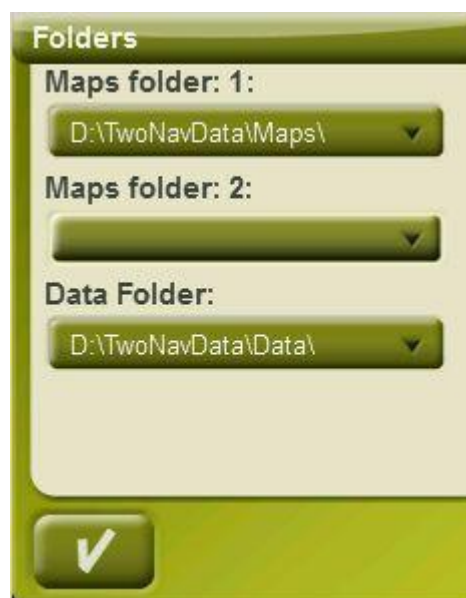 Folders
Maps folder: 1:
D:\TwoNavData\Maps\
Maps folder: 2:
Data Folder:
D:\TwoNavData\Data\